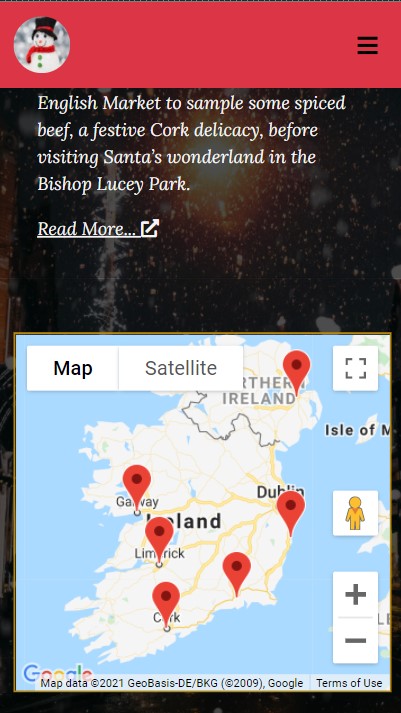 English Market to sample some spiced
beef, a festive Cork delicacy, before
visiting Santa's wonderland in the
Bishop Lucey Park.
Read More...
Map
Satellite
NORTHERN
IRELAND
Isle of M
Dublin
Galway
Ireland
Limerick
Cork
Google
Map data ©2021 GeoBasis-DE/BKG (©2009), Google
Terms of Use